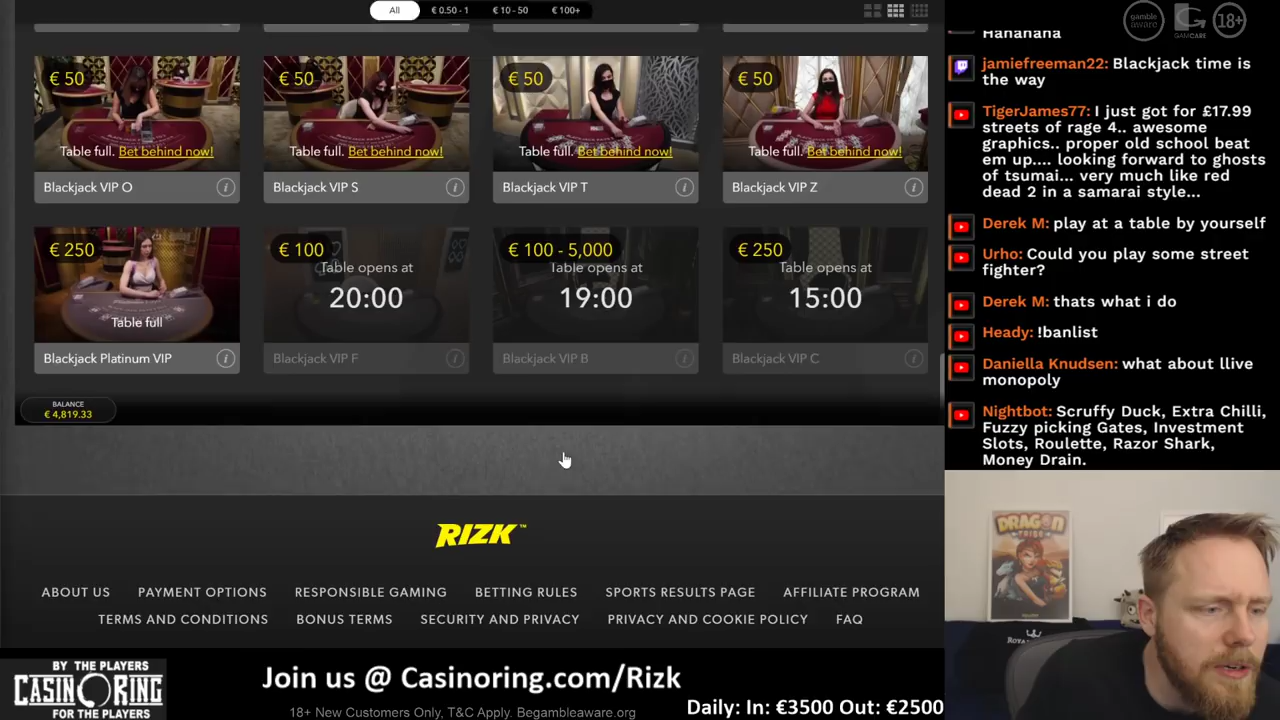 All
€ 0.50 - 1
€ 10 - 50
€ 100+
€ 50
€ 50
€ 50
€ 50
Table full. Bet behind now!
Table full. Bet behind now!
Table full. Bet behind now!
Table full. Bet behind now!
Blackjack VIP O
Blackjack VIP S
Blackjack VIP T
Blackjack VIP Z
€ 250
Table full
Blackjack Platinum VIP
€ 100
Table opens at
20:00
Blackjack VIP F
€ 100 - 5,000
Table opens at
19:00
Blackjack VIP B
€ 250
Table opens at
15:00
Blackjack VIP C
BALANCE
€ 4,819.33
RIZK™
ABOUT US PAYMENT OPTIONS RESPONSIBLE GAMING BETTING RULES SPORTS RESULTS PAGE AFFILIATE PROGRAM
TERMS AND CONDITIONS BONUS TERMS SECURITY AND PRIVACY PRIVACY AND COOKIE POLICY FAQ
BY THE PLAYERS
CASINORING
FOR THE PLAYERS
Join us @ Casinoring.com/Rizk
18+ New Customers Only, T&C Apply. Begambleaware.org
Daily: In: €3500 Out: €2500
gamble
aware
GAMCARE
18+
Hahahaha
jamiefreeman22: Blackjack time is
the way
TigerJames77: I just got for £17.99
streets of rage 4.. awesome
graphics.. proper old school beat
em up.... looking forward to ghosts
of tsumai... very much like red
dead 2 in a samarai style...
Derek M: play at a table by yourself
Urho: Could you play some street
fighter?
Derek M: thats what i do
Heady: !banlist
Daniella Knudsen: what about llive
monopoly
Nightbot: Scruffy Duck, Extra Chilli,
Fuzzy picking Gates, Investment
Slots, Roulette, Razor Shark,
Money Drain.
DRAGON
TRIBE